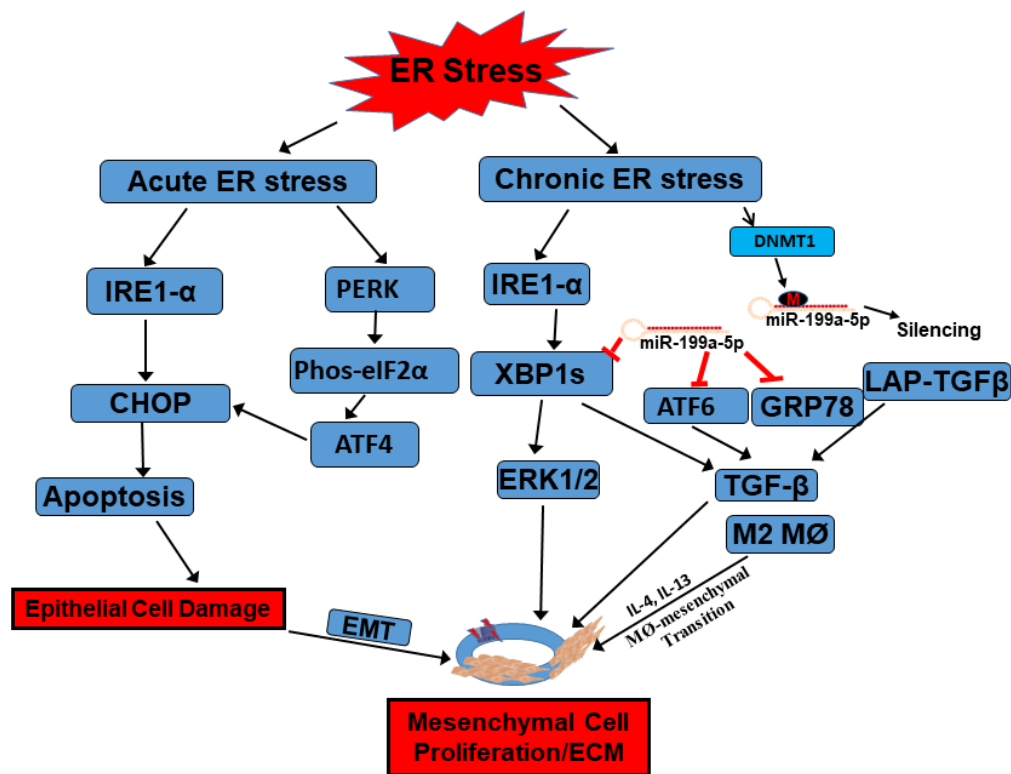 ER Stress
Acute ER stress
Chronic ER stress
DNMT1
IRE1-α
PERK
IRE1-α
M
miR-199a-5p
Silencing
miR-199a-5p
Phos-eIF2α
XBP1s
LAP-TGFβ
CHOP
ATF6
GRP78
ATF4
Apoptosis
ERK1/2
TGF-β
M2 MØ
IL-4, IL-13
MØ-mesenchymal
Transition
Epithelial Cell Damage
EMT
Mesenchymal Cell
Proliferation/ECM